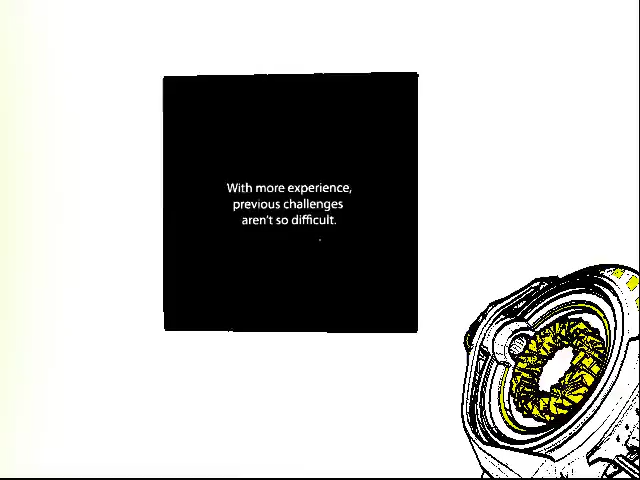 With more experience,
previous challenges
aren't so difficult.